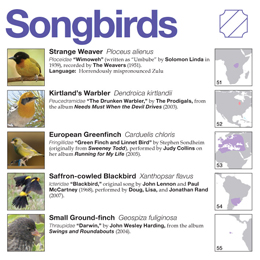 Songbirds
Strange Weaver Ploceus alienus
Ploceidae "Wimoweh" (written as "Umbube" by Solomon Linda in
1939), recorded by The Weavers (1951).
Language: Horrendously mispronounced Zulu
51
Kirtland's Warbler Dendroica kirtlandii
Peucedramidae "The Drunken Warbler," by The Prodigals, from
the album Needs Must When the Devil Drives (2003).
52
European Greenfinch Carduelis chloris
Fringillidae "Green Finch and Linnet Bird" by Stephen Sondheim
(originally from Sweeney Todd), performed by Judy Collins on
her album Running for My Life (2005).
53
Saffron-cowled Blackbird Xanthopsar flavus
Icteridae "Blackbird," original song by John Lennon and Paul
McCartney (1968), performed by Doug, Lisa, and Jonathan Rand
(2007).
54
Small Ground-finch Geospiza fuliginosa
Thraupidae "Darwin," by John Wesley Harding, from the album
Swings and Roundabouts (2004).
55